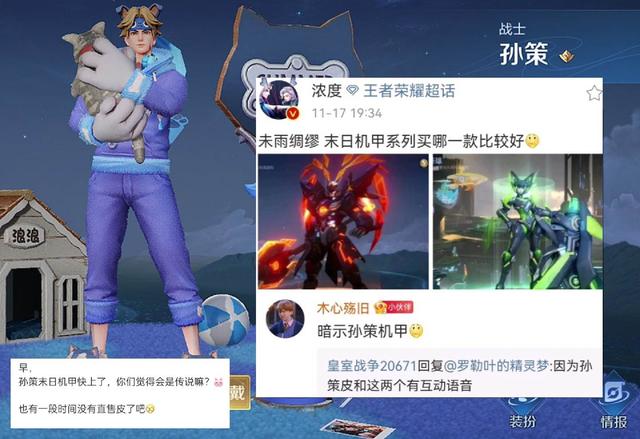 战士
孙策
SUMMER
浓度 王者荣耀超话
11-17 19:34
未雨绸缪 末日机甲系列买哪一款比较好
木心殇旧 小伙伴
暗示孙策机甲
皇室战争20671回复@罗勒叶的精灵梦:因为孙
策皮和这两个有互动语音
浪浪
早，
孙策末日机甲快上了，你们觉得会是传说嘛？
也有一段时间没有直售皮了吧
戴
装扮
情报